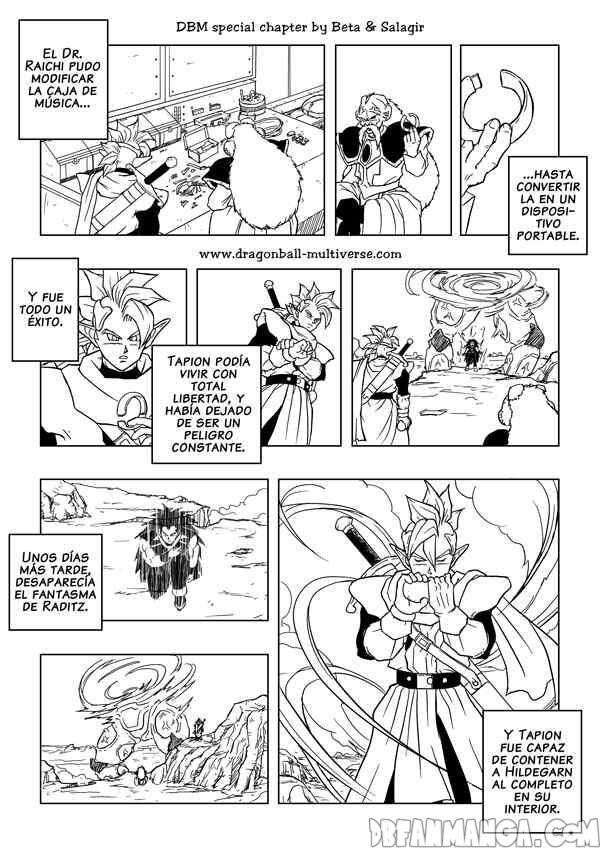 DBM special chapter by Beta & Salagir
EL DR.
RAICHI PUDO
MODIFICAR
LA CAJA DE
MÚSICA...
...HASTA
CONVERTIR
LA EN UN
DISPOSI-
TIVO
PORTABLE.
www.dragonball-multiverse.com
Y FUE
TODO UN
ÉXITO.
TAPION PODÍA
VIVIR CON
TOTAL
LIBERTAD, Y
HABÍA DEJADO
DE SER UN
PELIGRO
CONSTANTE.
UNOS DÍAS
MÁS TARDE,
DESAPARECÍA
EL FANTASMA
DE RADITZ.
Y TAPION
FUE CAPAZ
DE CONTENER
A HILDEGARN
AL COMPLETO
EN SU
INTERIOR.
DBFANMANGA.COM